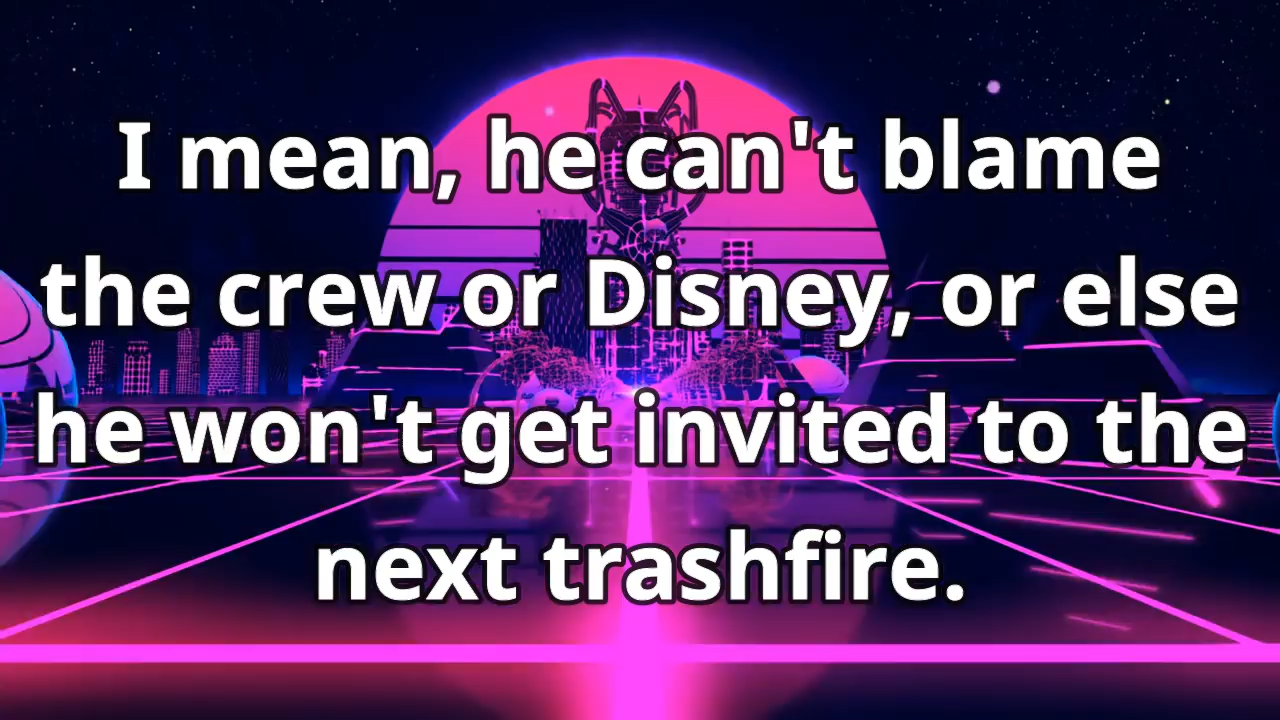 I mean, he can't blame
the crew or Disney, or else
he won't get invited to the
next trashfire.